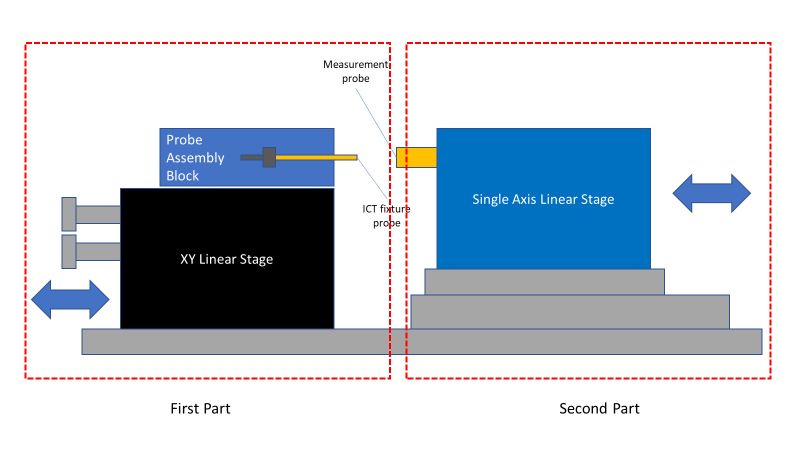 Measurement
probe
Probe
Assembly
Block
ICT fixture
probe
XY Linear Stage
Single Axis Linear Stage
First Part
Second Part